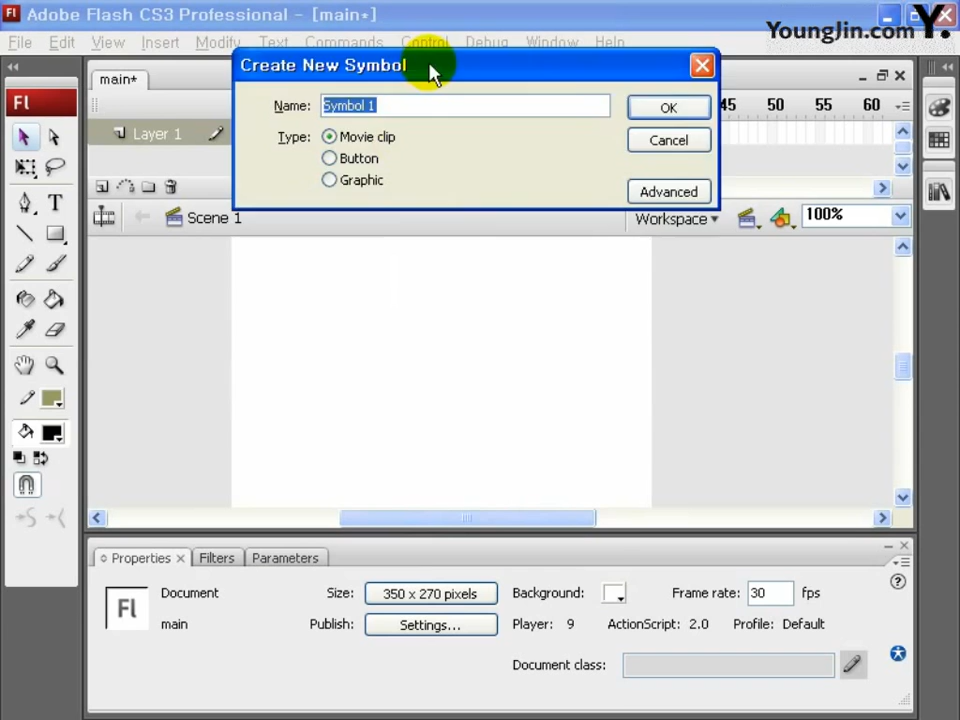 Fl Adobe Flash CS3 Professional - [main*]
YoungJin.com Y.
File Edit View Insert Modify Text Commands Control Debug Window Help
Create New Symbol
main*
Fl
Name: Symbol 1 OK
45 50 55 60
Layer 1
Type: Movie clip
Cancel
Button
Graphic
Advanced
T
Scene 1
Workspace
100%
Properties Filters Parameters
Fl
Document
Size: 350 x 270 pixels
Background:
Frame rate: 30 fps
main
Publish: Settings...
Player: 9 ActionScript: 2.0 Profile: Default
Document class: